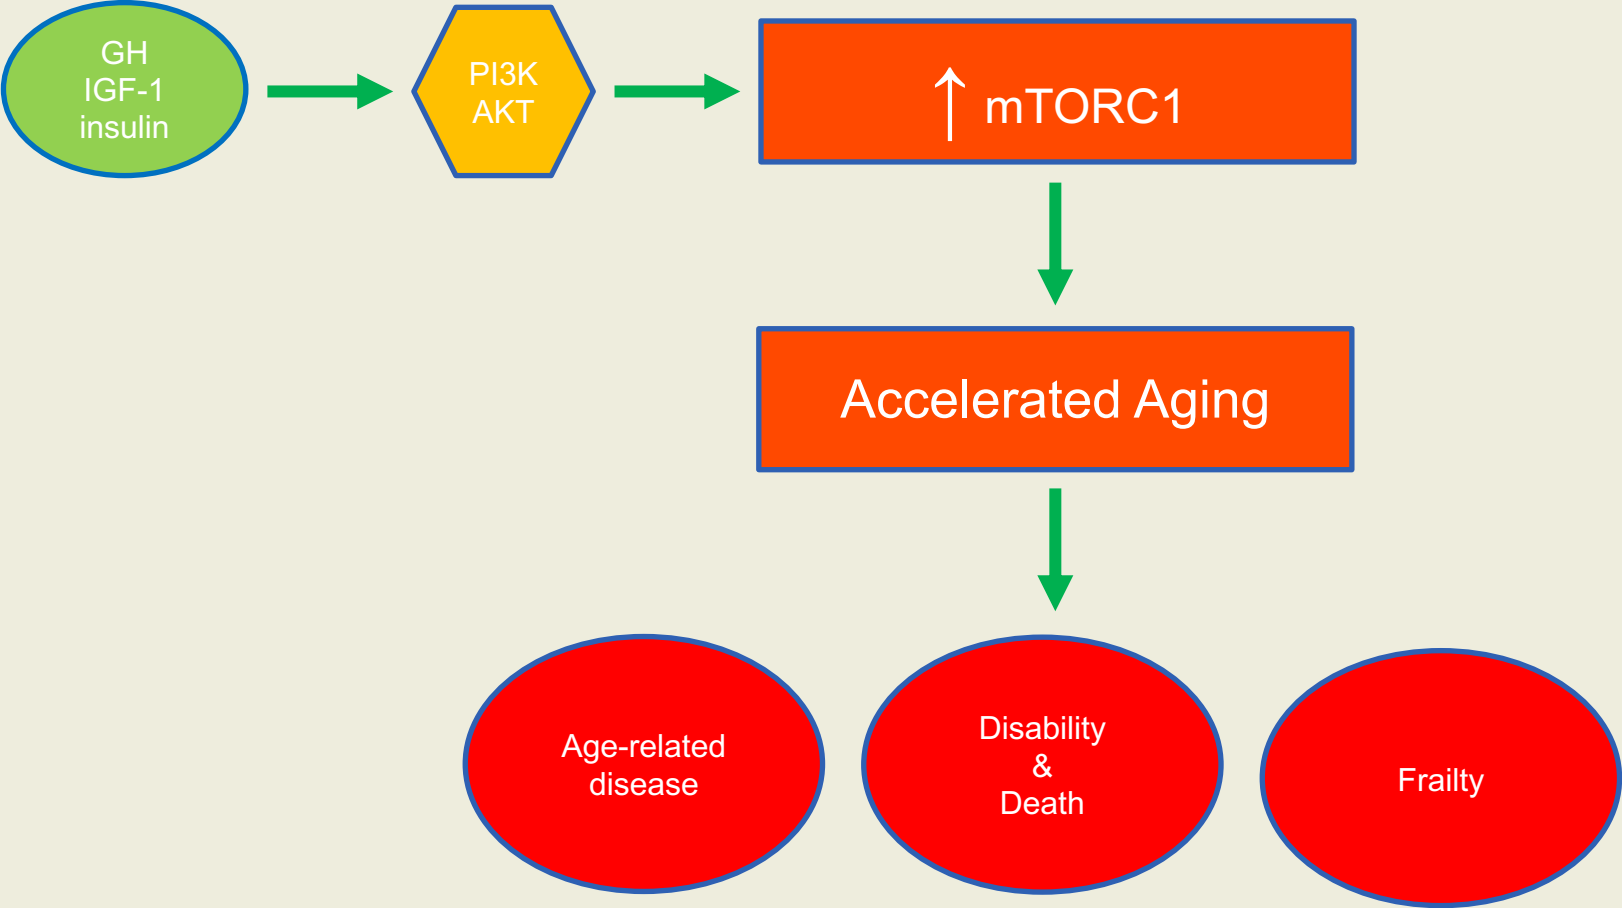 GH
IGF-1
insulin
PI3K
AKT
↑ mTORC1
Accelerated Aging
Age-related
disease
Disability
&
Death
Frailty